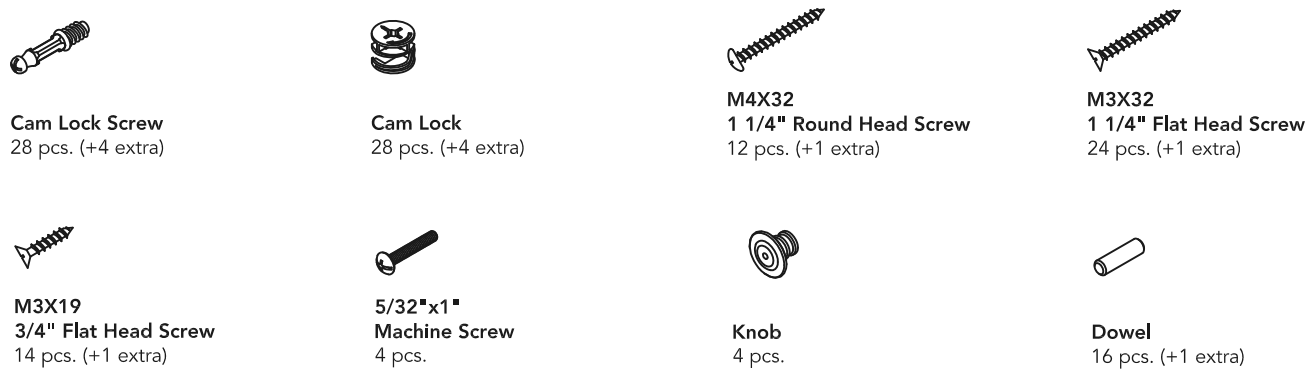 Cam Lock Screw
28 pcs. (+4 extra)
Cam Lock
28 pcs. (+4 extra)
M4X32
1 1/4" Round Head Screw
12 pcs. (+1 extra)
M3X32
1 1/4" Flat Head Screw
24 pcs. (+1 extra)
M3X19
3/4" Flat Head Screw
14 pcs. (+1 extra)
5/32"x1"
Machine Screw
4 pcs.
Knob
4 pcs.
Dowel
16 pcs. (+1 extra)